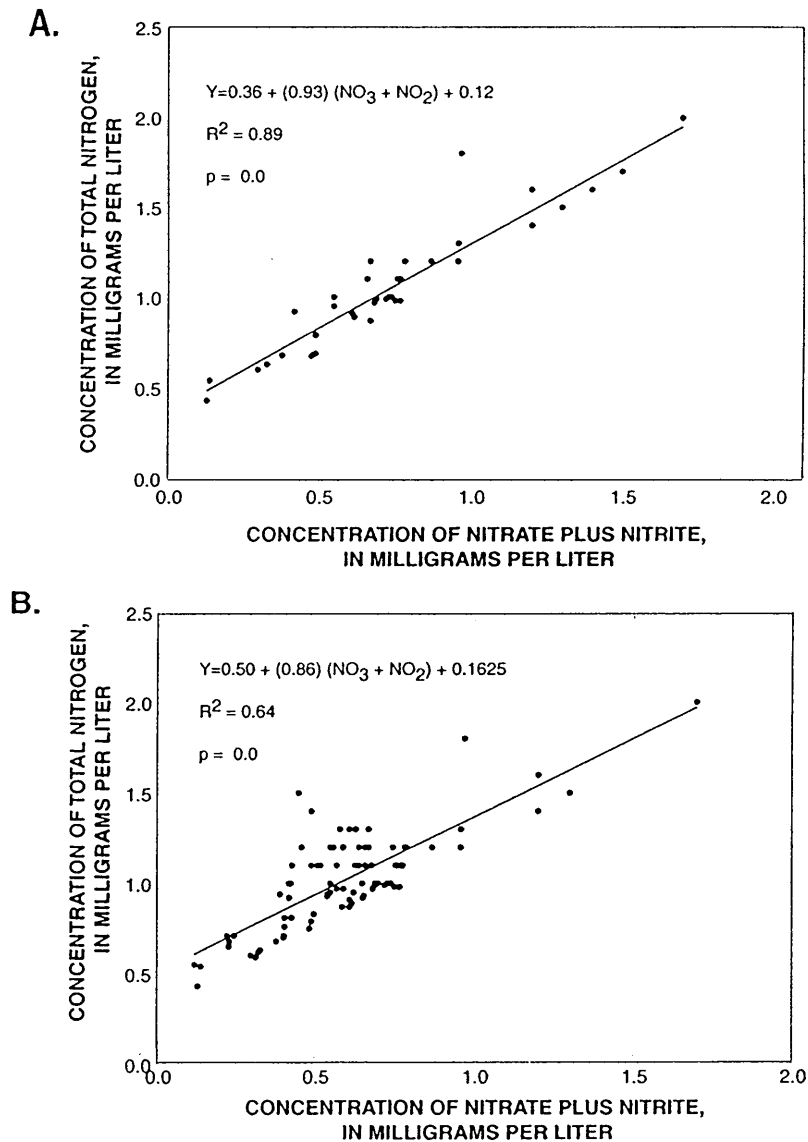 A.
CONCENTRATION OF TOTAL NITROGEN,
IN MILLIGRAMS PER LITER
2.5
2.0
1.5
1.0
0.5
0.0
Y=0.36 + (0.93) (NO3 + NO2) + 0.12
R2 = 0.89
p = 0.0
0.0 0.5 1.0 1.5 2.0
CONCENTRATION OF NITRATE PLUS NITRITE,
IN MILLIGRAMS PER LITER
B.
CONCENTRATION OF TOTAL NITROGEN,
IN MILLIGRAMS PER LITER
2.5
2.0
1.5
1.0
0.5
0.0
Y=0.50 + (0.86) (NO3 + NO2) + 0.1625
R2 = 0.64
p = 0.0
0.0 0.5 1.0 1.5 2.0
CONCENTRATION OF NITRATE PLUS NITRITE,
IN MILLIGRAMS PER LITER